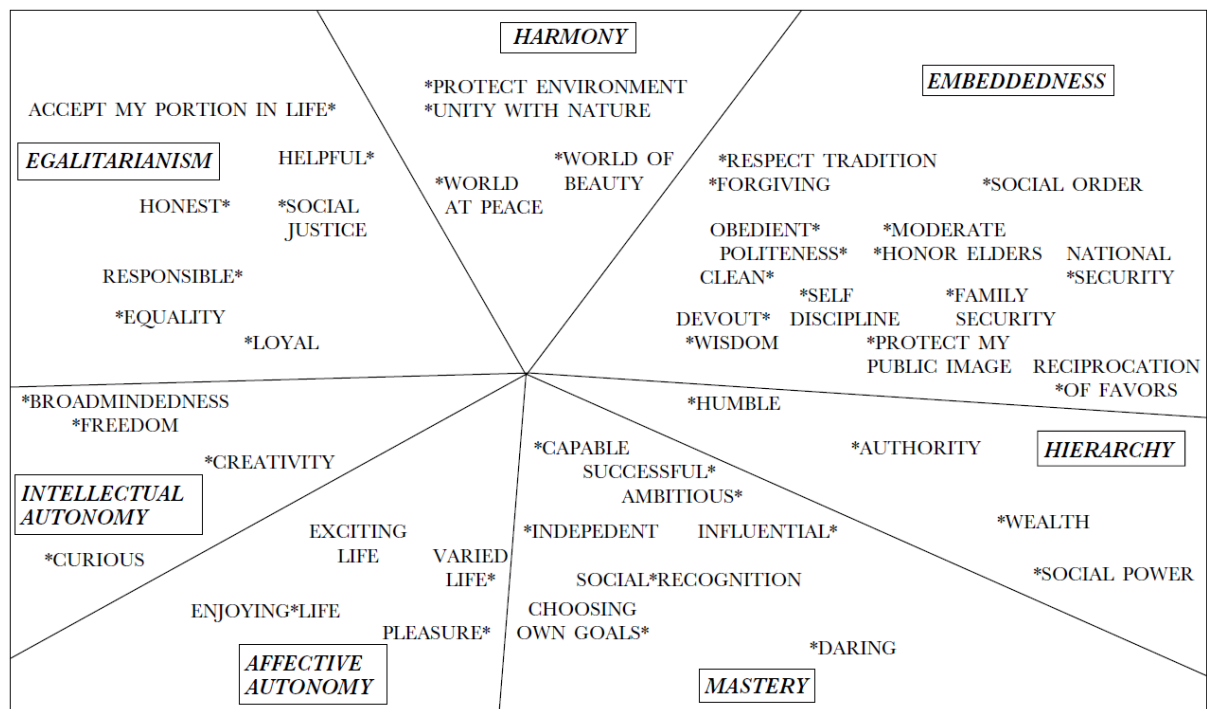 HARMONY
*PROTECT ENVIRONMENT
*UNITY WITH NATURE
*WORLD OF
BEAUTY
*WORLD
AT PEACE
EMBEDDEDNESS
*RESPECT TRADITION
*FORGIVING
*SOCIAL ORDER
OBEDIENT*
POLITENESS*
CLEAN*
*MODERATE
*HONOR ELDERS
NATIONAL
*SECURITY
*SELF
DISCIPLINE
*FAMILY
SECURITY
DEVOUT*
*WISDOM
*PROTECT MY
PUBLIC IMAGE
RECIPROCATION
*OF FAVORS
ACCEPT MY PORTION IN LIFE*
EGALITARIANISM
HELPFUL*
HONEST*
*SOCIAL
JUSTICE
RESPONSIBLE*
*EQUALITY
*LOYAL
*BROADMINDEDNESS
*FREEDOM
*CREATIVITY
INTELLECTUAL
AUTONOMY
*CURIOUS
EXCITING
LIFE
VARIED
LIFE*
ENJOYING*LIFE
PLEASURE*
AFFECTIVE
AUTONOMY
*CAPABLE
SUCCESSFUL*
AMBITIOUS*
*INDEPEDENT
INFLUENTIAL*
SOCIAL*RECOGNITION
CHOOSING
OWN GOALS*
*DARING
MASTERY
*HUMBLE
*AUTHORITY
HIERARCHY
*WEALTH
*SOCIAL POWER